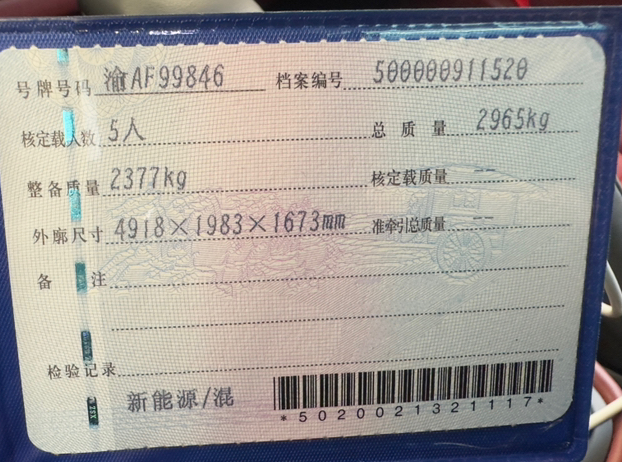 号牌号码 渝AF99846 档案编号 500000911520
核定载人数 5人 总质量 2965kg
整备质量 2377kg 核定载质量 --
外廓尺寸 4918×1983×1673mm 准牵引总质量 --
备注
检验记录
新能源/混
*5020021321117*